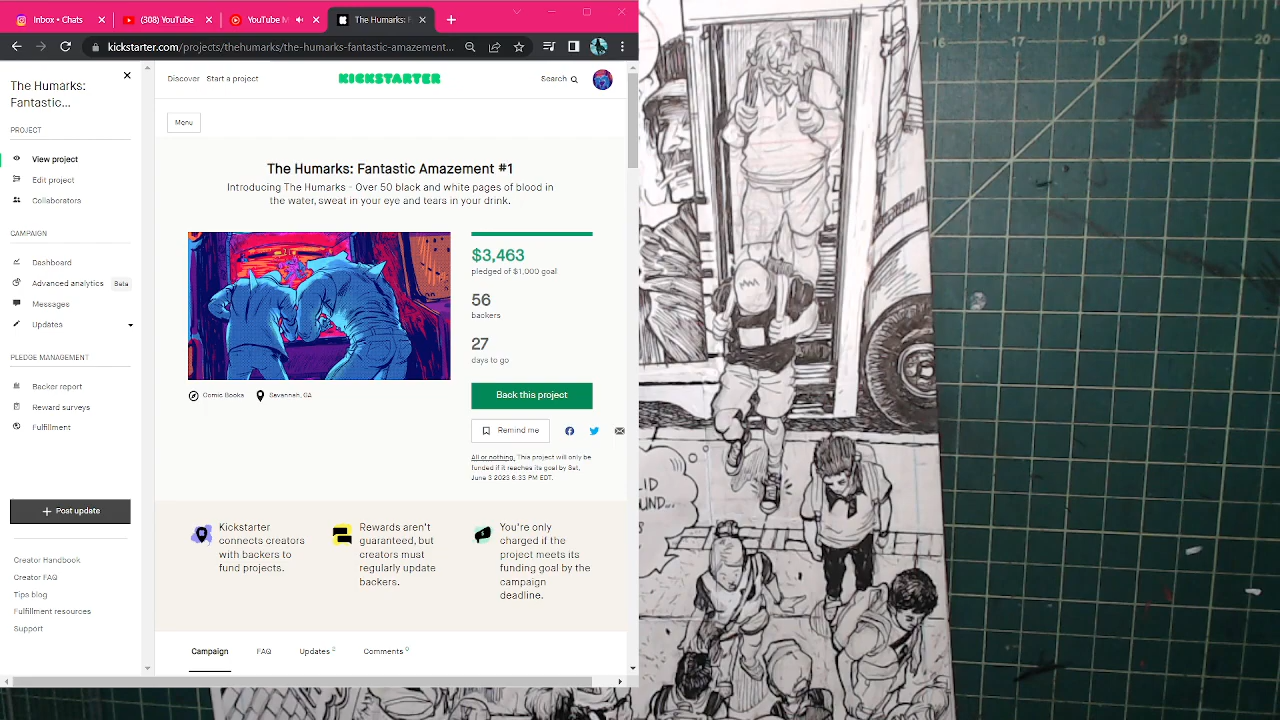 Inbox • Chats
(308) YouTube
YouTube M
The Humarks: F
kickstarter.com/projects/thehumarks/the-humarks-fantastic-amazement...
The Humarks:
Fantastic...
PROJECT
View project
Edit project
Collaborators
CAMPAIGN
Dashboard
Advanced analytics Beta
Messages
Updates
PLEDGE MANAGEMENT
Backer report
Reward surveys
Fulfillment
Post update
Creator Handbook
Creator FAQ
Tips blog
Fulfillment resources
Support
Discover Start a project
KICKSTARTER
Search
Menu
The Humarks: Fantastic Amazement #1
Introducing The Humarks - Over 50 black and white pages of blood in
the water, sweat in your eye and tears in your drink.
$3,463
pledged of $1,000 goal
56
backers
27
days to go
Back this project
Remind me
All or nothing. This project will only be
funded if it reaches its goal by Sat,
June 3 2023 6:33 PM EDT.
Comic Books Savannah, GA
Kickstarter
connects creators
with backers to
fund projects.
Rewards aren't
guaranteed, but
creators must
regularly update
backers.
You're only
charged if the
project meets its
funding goal by the
campaign
deadline.
Campaign FAQ Updates 2 Comments 0
16 17 18 19 20